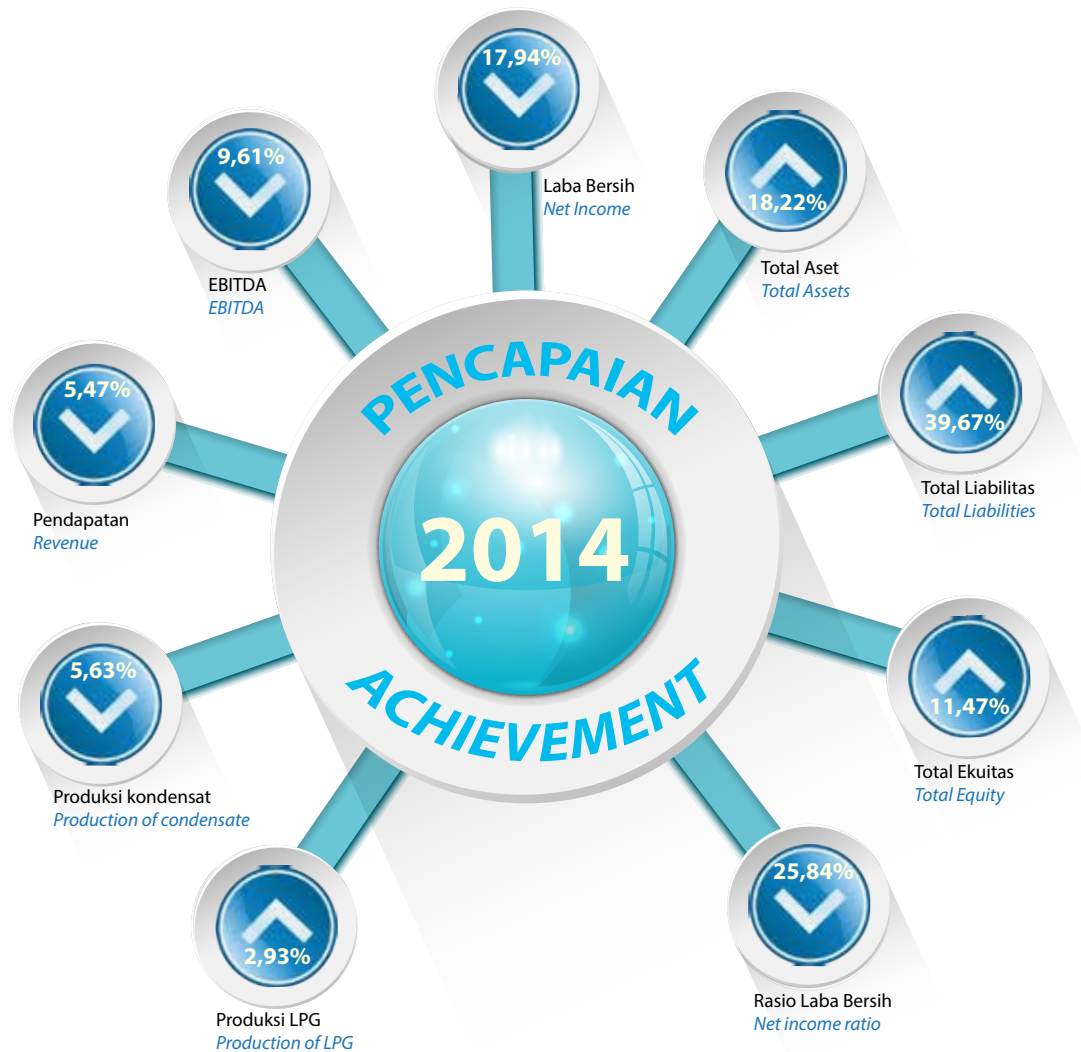 17,94%
Laba Bersih
Net Income
18,22%
Total Aset
Total Assets
39,67%
Total Liabilitas
Total Liabilities
11,47%
Total Ekuitas
Total Equity
25,84%
Rasio Laba Bersih
Net income ratio
2,93%
Produksi LPG
Production of LPG
5,63%
Produksi kondensat
Production of condensate
5,47%
Pendapatan
Revenue
9,61%
EBITDA
EBITDA
PENCAPAIAN
2014
ACHIEVEMENT